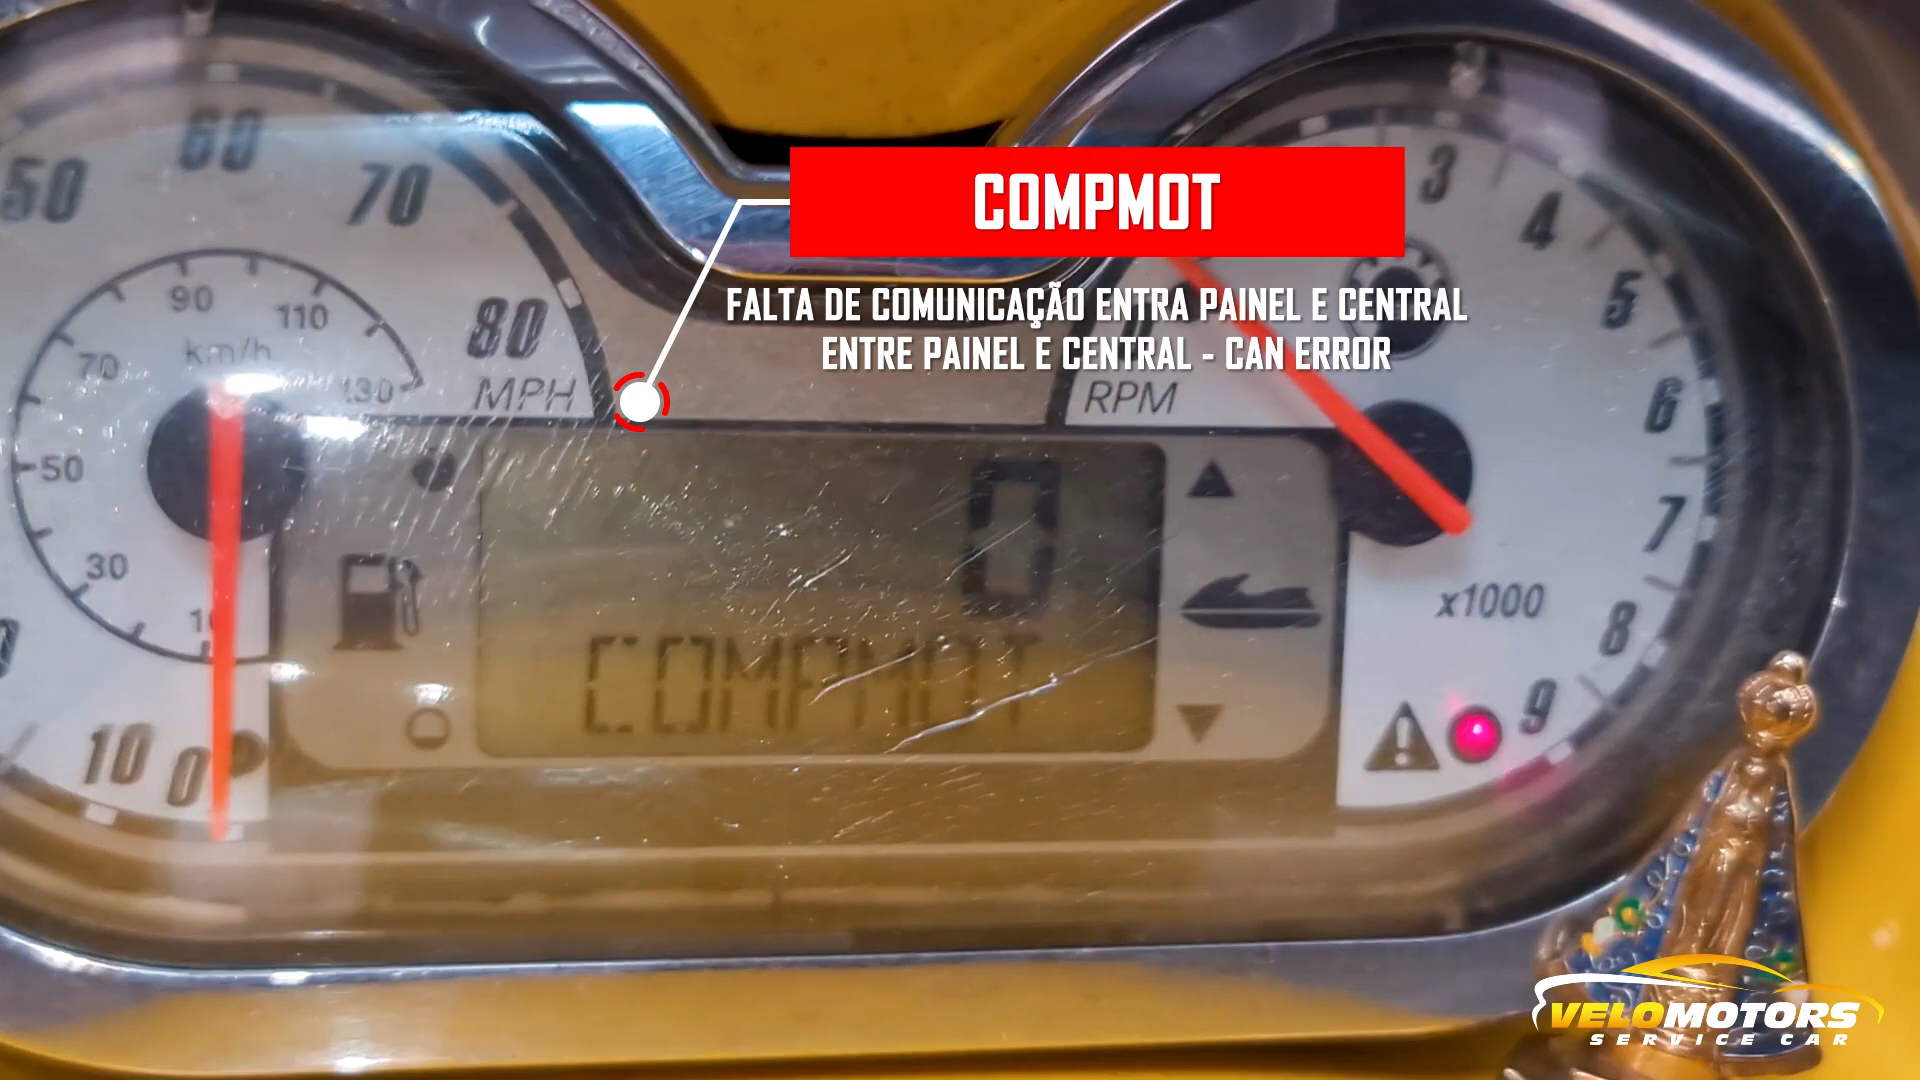 COMPMOT
FALTA DE COMUNICAÇÃO ENTRA PAINEL E CENTRAL
ENTRE PAINEL E CENTRAL - CAN ERROR
50
60
70
80
MPH
90
110
km/h
70
130
50
30
10
10
0
3
4
5
6
7
8
9
RPM
x1000
0
COMPMOT
VELOMOTORS
SERVICE CAR